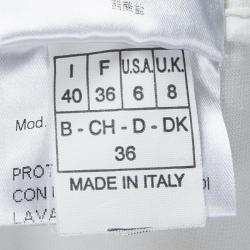 I F U.S.A. U.K.
40 36 6 8
Mod.
B - CH - D - DK
36
PROT
CON
MADE IN ITALY
LAVA